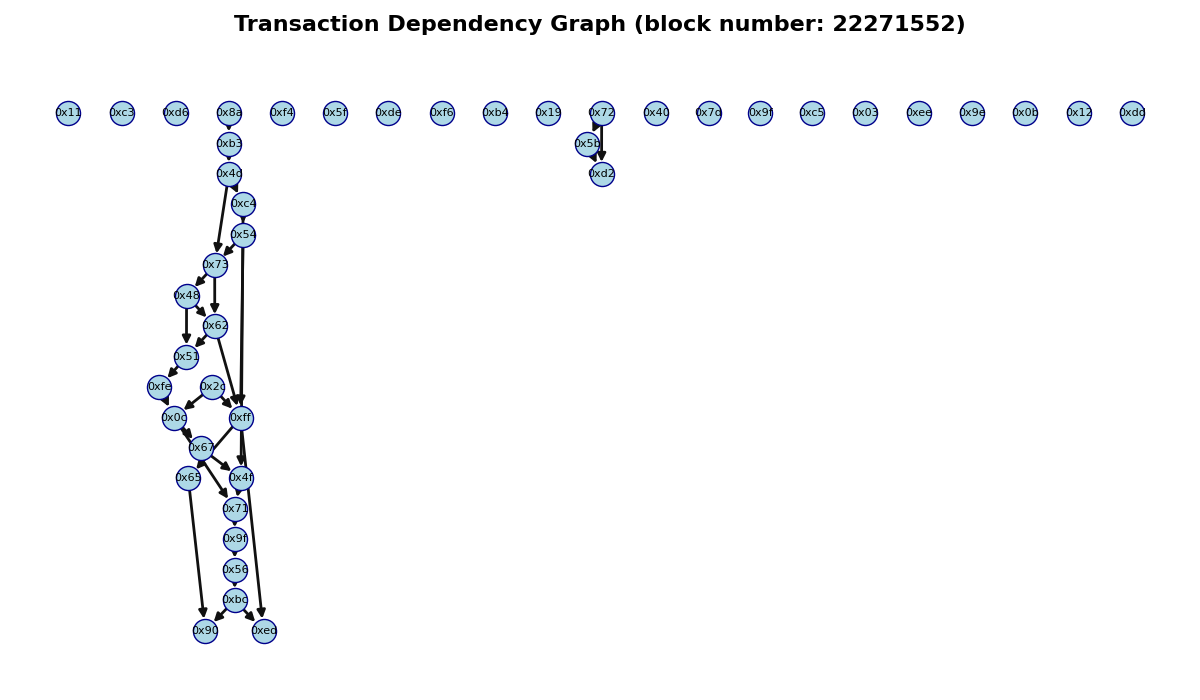 Transaction Dependency Graph (block number: 22271552)
0x11 0xc3 0xd6 0x8a 0xf4 0x5f 0xde 0xf6 0xb4 0x19 0x72 0x40 0x7d 0x9f 0xc5 0x03 0xee 0x9e 0x0b 0x12 0xdd
0xb3 0x5b
0x4d 0xd2
0xc4
0x54
0x73
0x48
0x62
0x51
0xfe 0x2c
0x0c 0xff
0x67
0x65 0x4f
0x71
0x9f
0x56
0xbc
0x90 0xed